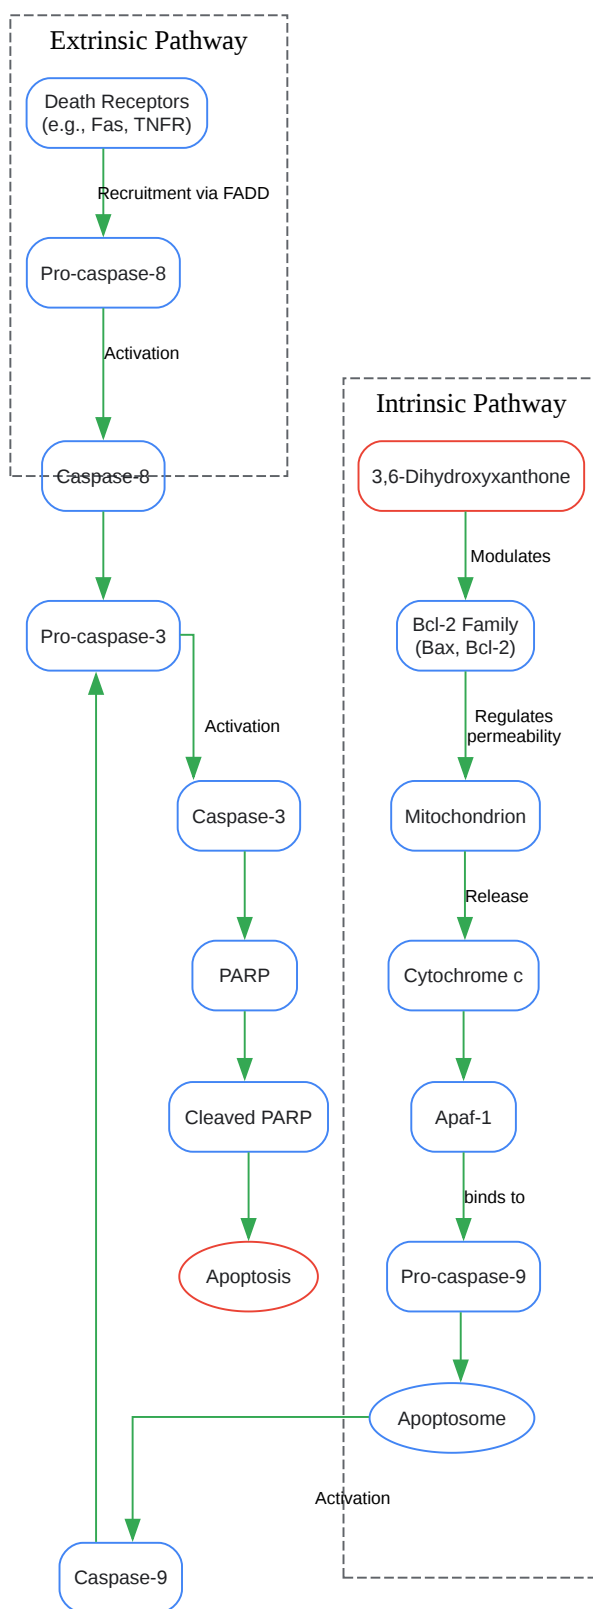 Extrinsic Pathway
Death Receptors
(e.g., Fas, TNFR)
Recruitment via FADD
Pro-caspase-8
Activation
Caspase-8
Pro-caspase-3
Activation
Caspase-3
PARP
Cleaved PARP
Apoptosis
Intrinsic Pathway
3,6-Dihydroxyxanthone
Modulates
Bcl-2 Family
(Bax, Bcl-2)
Regulates
permeability
Mitochondrion
Release
Cytochrome c
Apaf-1
binds to
Pro-caspase-9
Apoptosome
Activation
Caspase-9